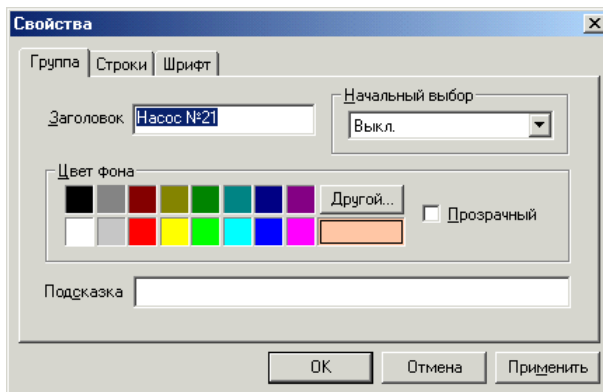 Свойства
Группа Строки Шрифт
Заголовок Насос №21
Начальный выбор
Выкл.
Цвет фона
Другой...
Прозрачный
Подсказка
OK Отмена Применить